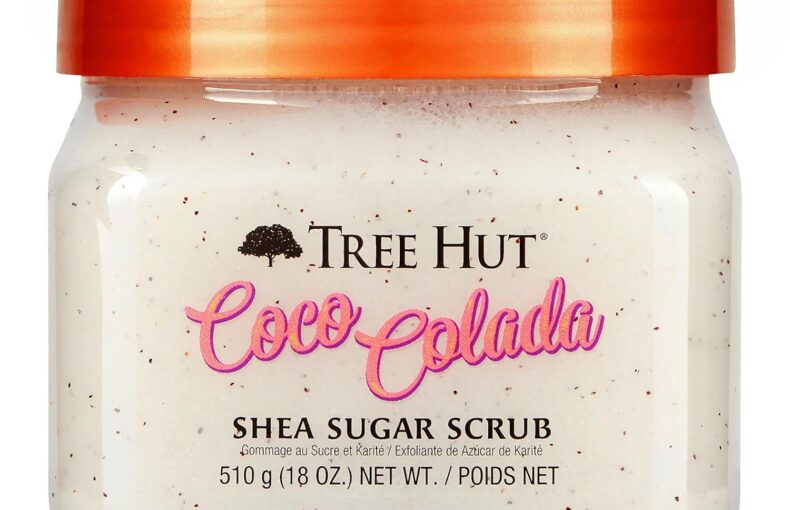 TREE HUT®
Coco Colada
SHEA SUGAR SCRUB
Gommage au Sucre et Karité / Exfoliante de Azúcar de Karité
510 g (18 OZ.) NET WT. / POIDS NET